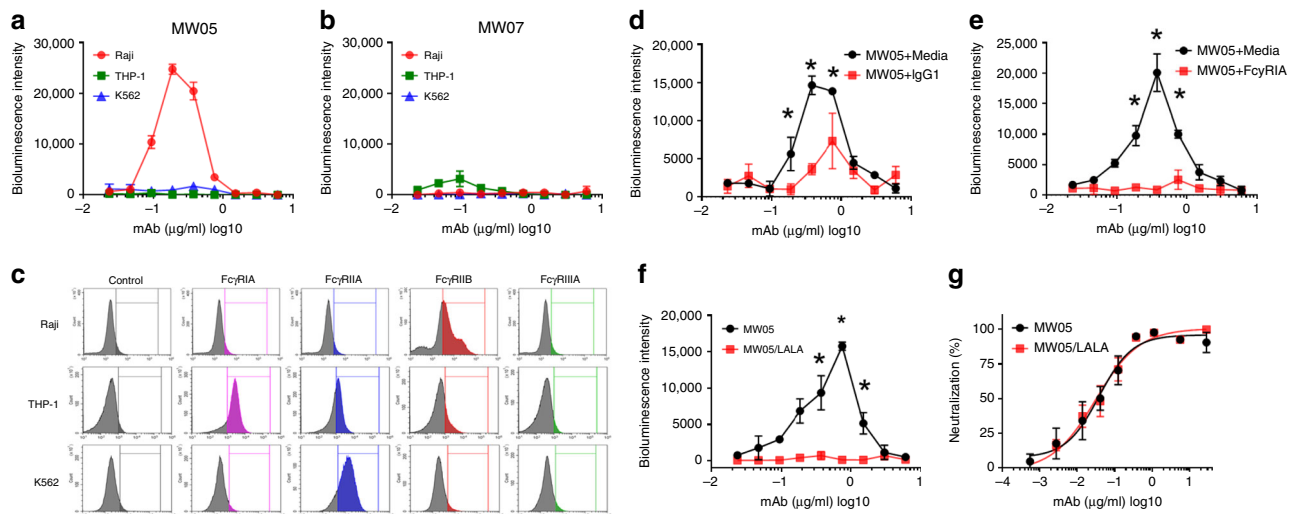 a
MW05
Bioluminescence intensity
30,000
20,000
10,000
0
Raji
THP-1
K562
−2
−1
0
1
mAb (μg/ml) log10
b
MW07
Bioluminescence intensity
30,000
20,000
10,000
0
Raji
THP-1
K562
−2
−1
0
1
mAb (μg/ml) log10
d
Bioluminescence intensity
20,000
15,000
10,000
5000
0
MW05+Media
MW05+IgG1
* * *
−2
−1
0
1
mAb (μg/ml) log10
e
Bioluminescence intensity
25,000
20,000
15,000
10,000
5000
0
MW05+Media
MW05+FcγRIA
* * *
−2
−1
0
1
mAb (μg/ml) log10
c
Control FcγRIA FcγRIIA FcγRIIB FcγRIIIA
Raji
THP-1
K562
f
Bioluminescence intensity
20,000
15,000
10,000
5000
0
MW05
MW05/LALA
* * *
−2
−1
0
1
mAb (μg/ml) log10
g
Neutralization (%)
100
75
50
25
0
MW05
MW05/LALA
−4
−3
−2
−1
0
1
mAb (μg/ml) log10